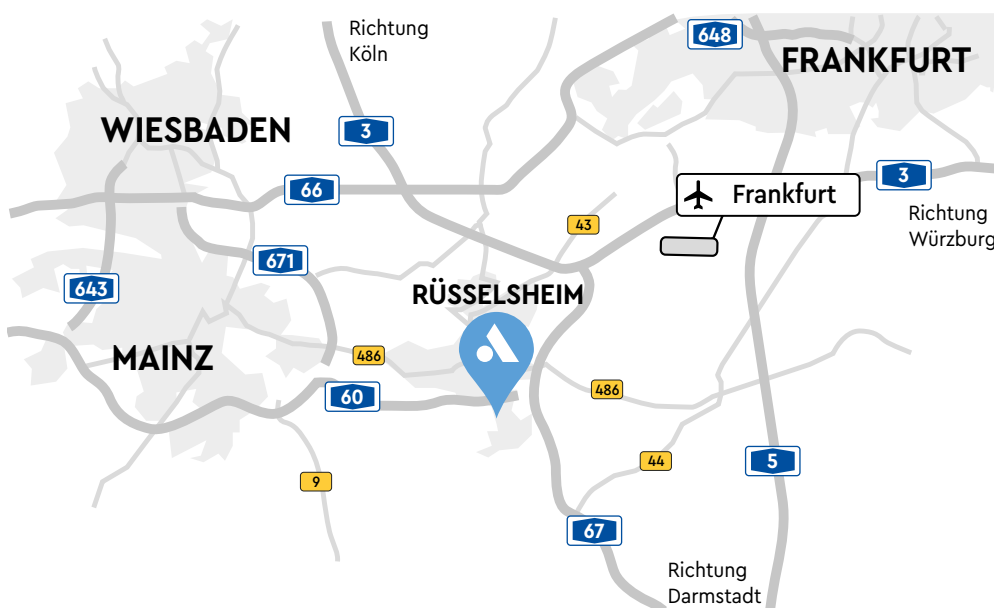 Richtung
Köln
648
FRANKFURT
WIESBADEN
3
66
3
Frankfurt
Richtung
Würzburg
43
671
643
RÜSSELSHEIM
MAINZ
486
60
486
5
44
9
67
Richtung
Darmstadt